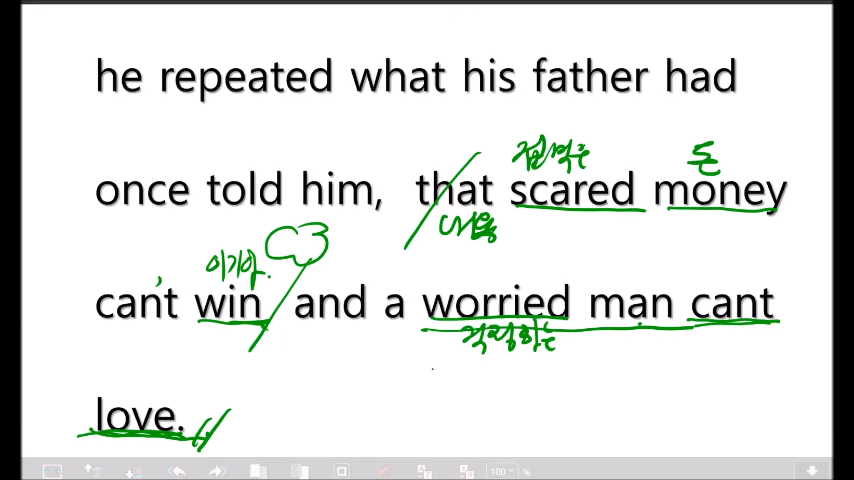 he repeated what his father had
겁먹은 돈
once told him, that scared money
내용
이기다.
can't win and a worried man cant
걱정하는
love.
100 %